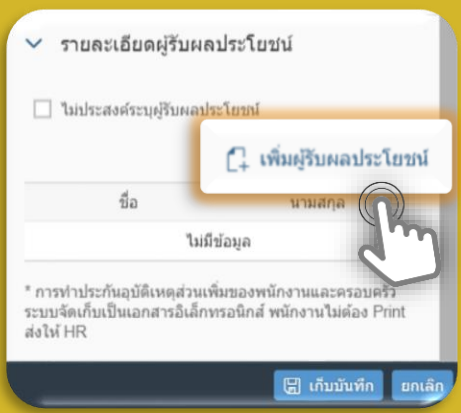 รายละเอียดผู้รับผลประโยชน์
ไม่ประสงค์ระบุผู้รับผลประโยชน์
เพิ่มผู้รับผลประโยชน์
ชื่อ นามสกุล
ไม่มีข้อมูล
* การทำประกันอุบัติเหตุส่วนเพิ่มของพนักงานและครอบครัว
ระบบจัดเก็บเป็นเอกสารอิเล็กทรอนิกส์ พนักงานไม่ต้อง Print
ส่งให้ HR
เก็บบันทึก ยกเลิก